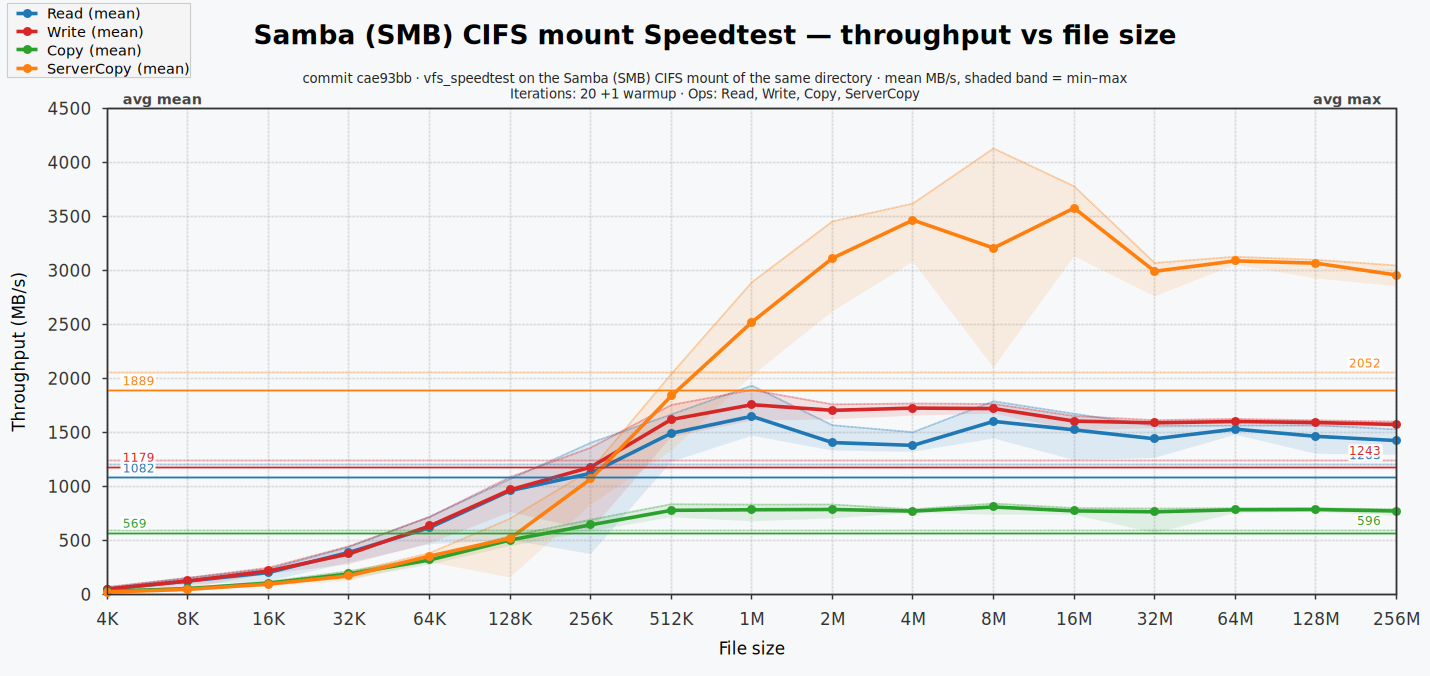 Read (mean)
Write (mean)
Copy (mean)
ServerCopy (mean)
Samba (SMB) CIFS mount Speedtest — throughput vs file size
commit cae93bb · vfs_speedtest on the Samba (SMB) CIFS mount of the same directory · mean MB/s, shaded band = min–max
Iterations: 20 +1 warmup · Ops: Read, Write, Copy, ServerCopy
avg mean
avg max
Throughput (MB/s)
4500
4000
3500
3000
2500
2000
1500
1000
500
0
1889
1179
1082
569
2052
1243
596
4K 8K 16K 32K 64K 128K 256K 512K 1M 2M 4M 8M 16M 32M 64M 128M 256M
File size